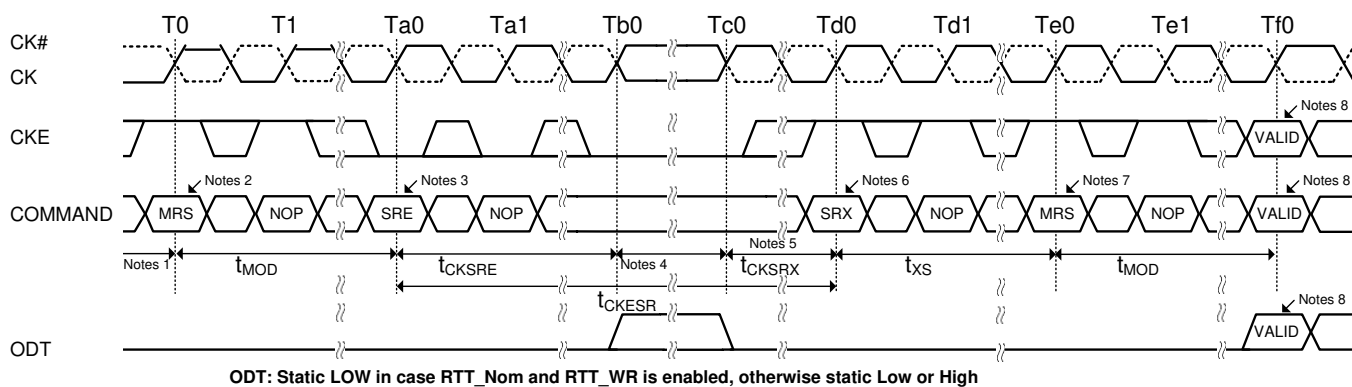 T0 T1 Ta0 Ta1 Tb0 Tc0 Td0 Td1 Te0 Te1 Tf0
CK#
CK
CKE
Notes 8
VALID
COMMAND
Notes 2 Notes 3 Notes 6 Notes 7 Notes 8
MRS NOP SRE NOP SRX NOP MRS NOP VALID
Notes 1 tMOD tCKSRE Notes 4 Notes 5 tCKSRX tXS tMOD
tCKESR
Notes 8
ODT
VALID
ODT: Static LOW in case RTT_Nom and RTT_WR is enabled, otherwise static Low or High